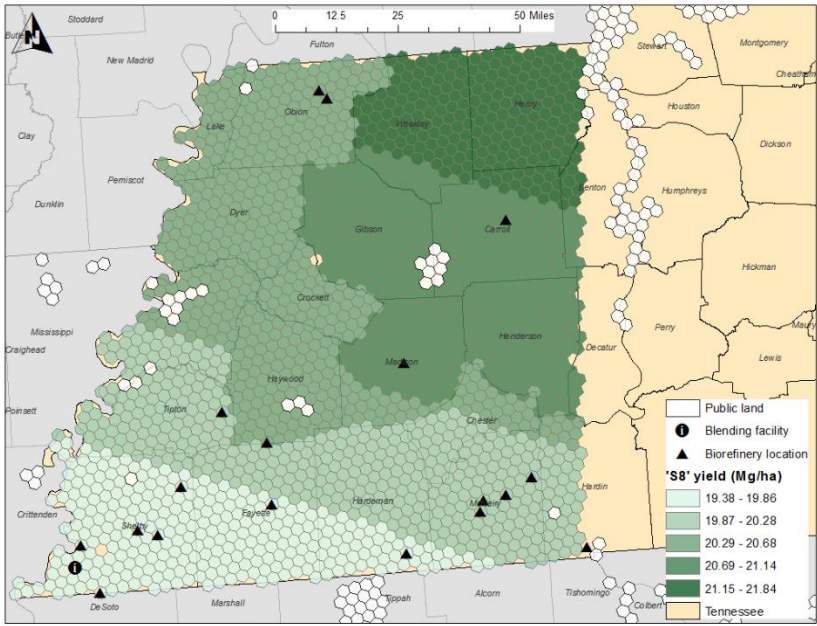 Stoddard
0 12.5 25 50 Miles
N
Fulton
Stewart
Montgomery
New Madrid
Cheatham
Henry
Houston
Obion
Weakley
Lake
Clay
Dickson
Pemiscot
Benton
Humphreys
Dunklin
Dyer
Gibson
Carroll
Hickman
Crockett
Mississippi
Henderson
Perry
Maury
Craighead
Decatur
Madison
Lewis
Haywood
Poinsett
Tipton
Chester
Public land
Blending facility
Biorefinery location
'S8' yield (Mg/ha)
19.38 - 19.86
19.87 - 20.28
20.29 - 20.68
20.69 - 21.14
21.15 - 21.84
Tennessee
Hardin
Hardeman
McNairy
Crittenden
Fayette
Shelby
i
Tippah
Alcorn
Tishomingo
Marshall
DeSoto
Colbert